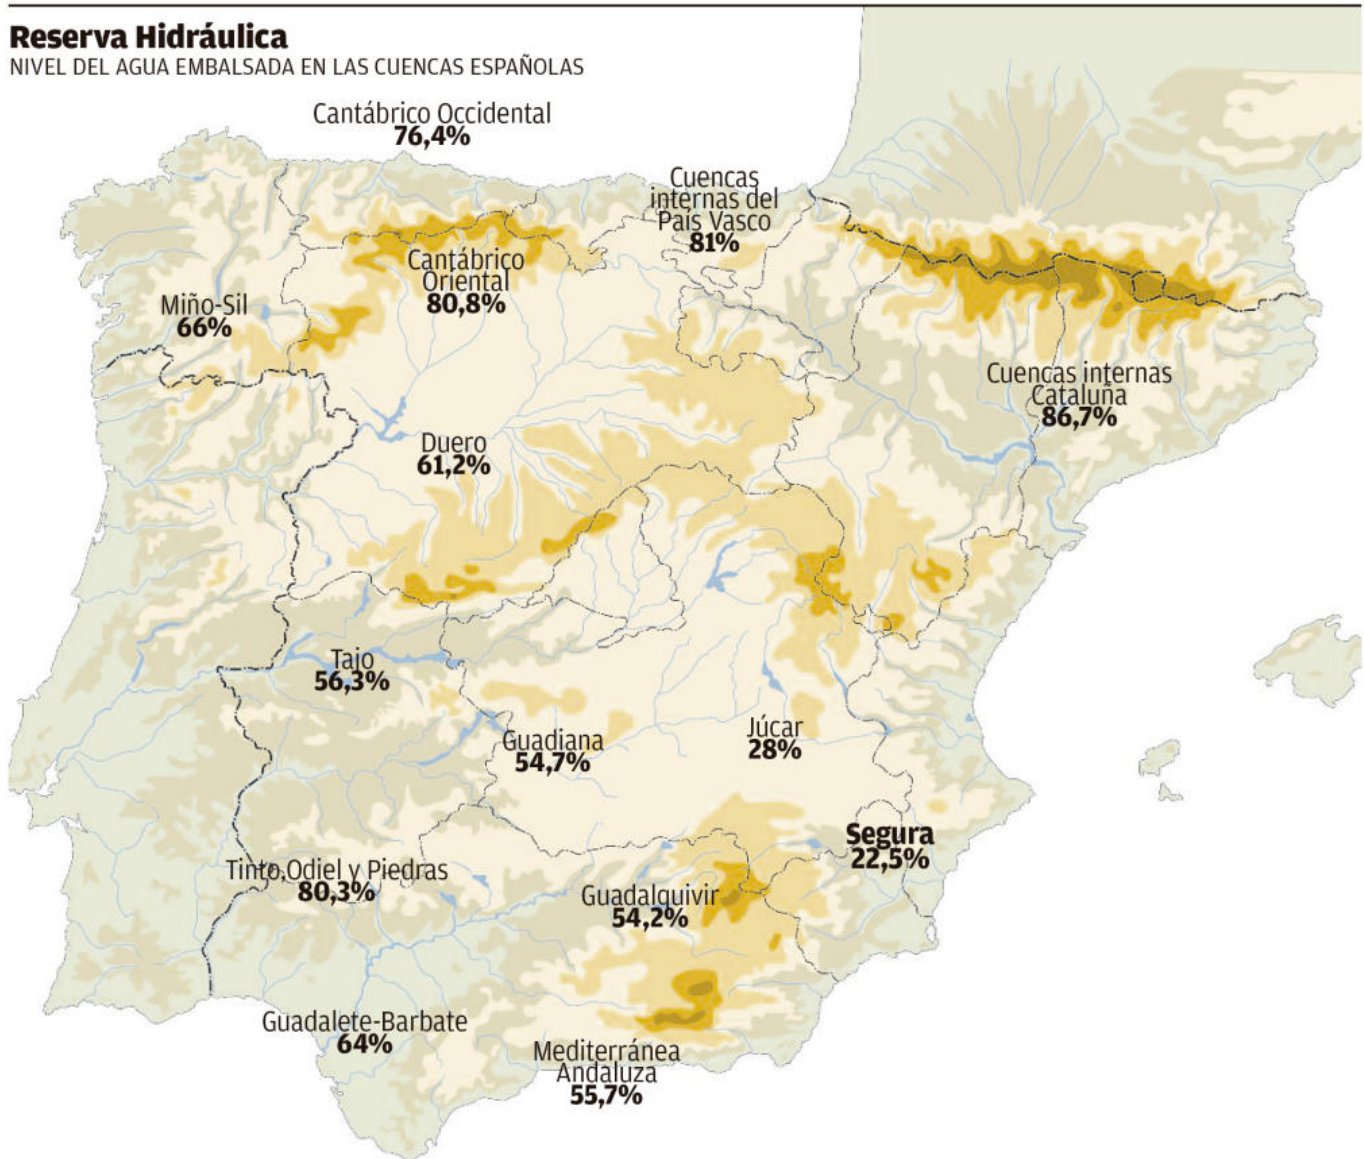 Reserva Hidráulica
NIVEL DEL AGUA EMBALSADA EN LAS CUENCAS ESPAÑOLAS
Cantábrico Occidental
76,4%
Cuencas
internas del
País Vasco
81%
Cantábrico
Oriental
80,8%
Miño-Sil
66%
Cuencas internas
Cataluña
86,7%
Duero
61,2%
Tajo
56,3%
Guadiana
54,7%
Júcar
28%
Segura
22,5%
Tinto,Odiel y Piedras
80,3%
Guadalquivir
54,2%
Guadalete-Barbate
64%
Mediterránea
Andaluza
55,7%